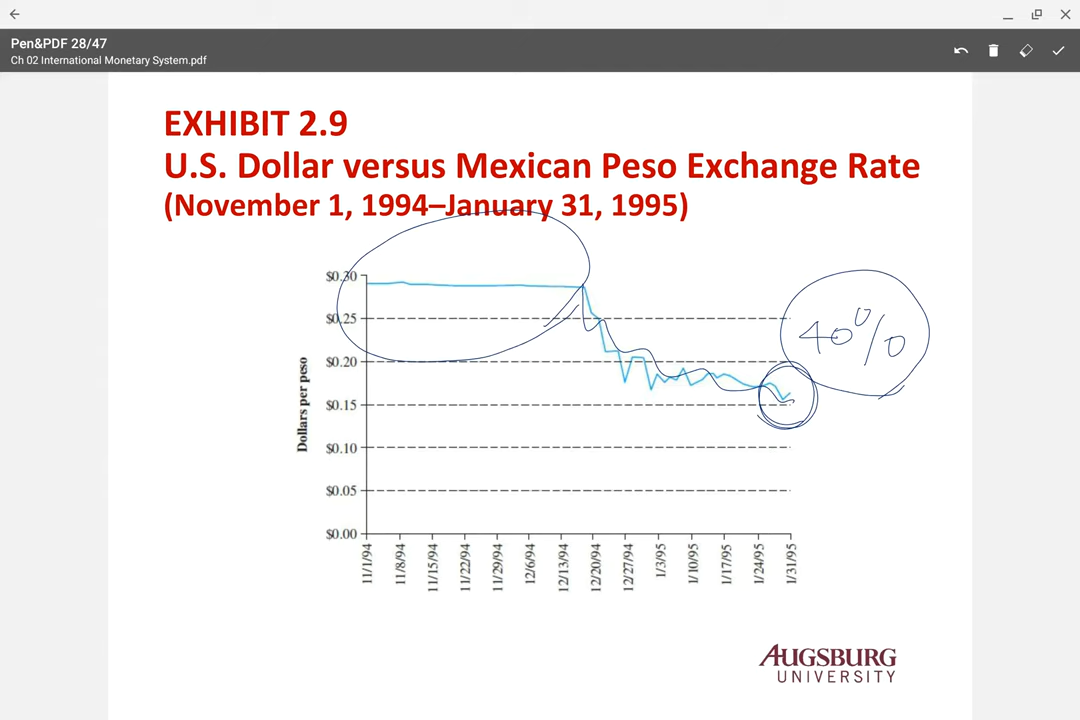 Pen&PDF 28/47
Ch 02 International Monetary System.pdf
EXHIBIT 2.9
U.S. Dollar versus Mexican Peso Exchange Rate
(November 1, 1994–January 31, 1995)
Dollars per peso
$0.30
$0.25
$0.20
$0.15
$0.10
$0.05
$0.00
40%
11/1/94
11/8/94
11/15/94
11/22/94
11/29/94
12/6/94
12/13/94
12/20/94
12/27/94
1/3/95
1/10/95
1/17/95
1/24/95
1/31/95
AUGSBURG
UNIVERSITY